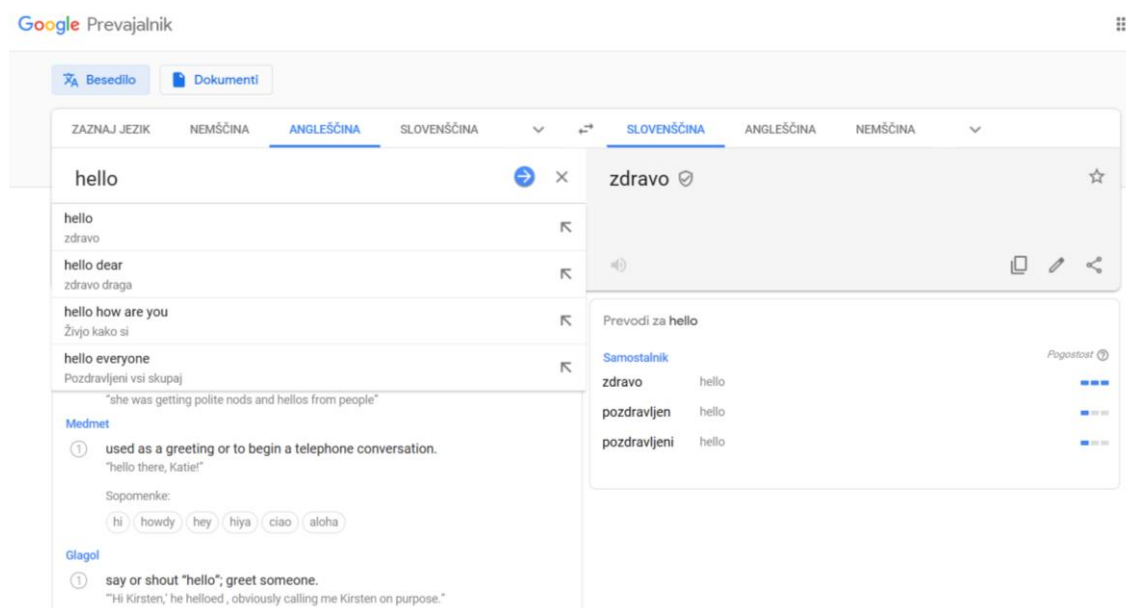 Google Prevajalnik
Besedilo Dokumenti
ZAZNAJ JEZIK NEMŠČINA ANGLEŠČINA SLOVENŠČINA SLOVENŠČINA ANGLEŠČINA NEMŠČINA
hello
zdravo
hello
zdravo
hello dear
zdravo draga
hello how are you
Živjo kako si
hello everyone
Pozdravljeni vsi skupaj
"she was getting polite nods and hellos from people"
Medmet
1 used as a greeting or to begin a telephone conversation.
"hello there, Katie!"
Sopomenke:
hi howdy hey hiya ciao aloha
Glagol
1 say or shout "hello"; greet someone.
"'Hi Kirsten,' he helloed , obviously calling me Kirsten on purpose."
Prevodi za hello
Samostalnik Pogostost
zdravo hello
pozdravljen hello
pozdravljeni hello